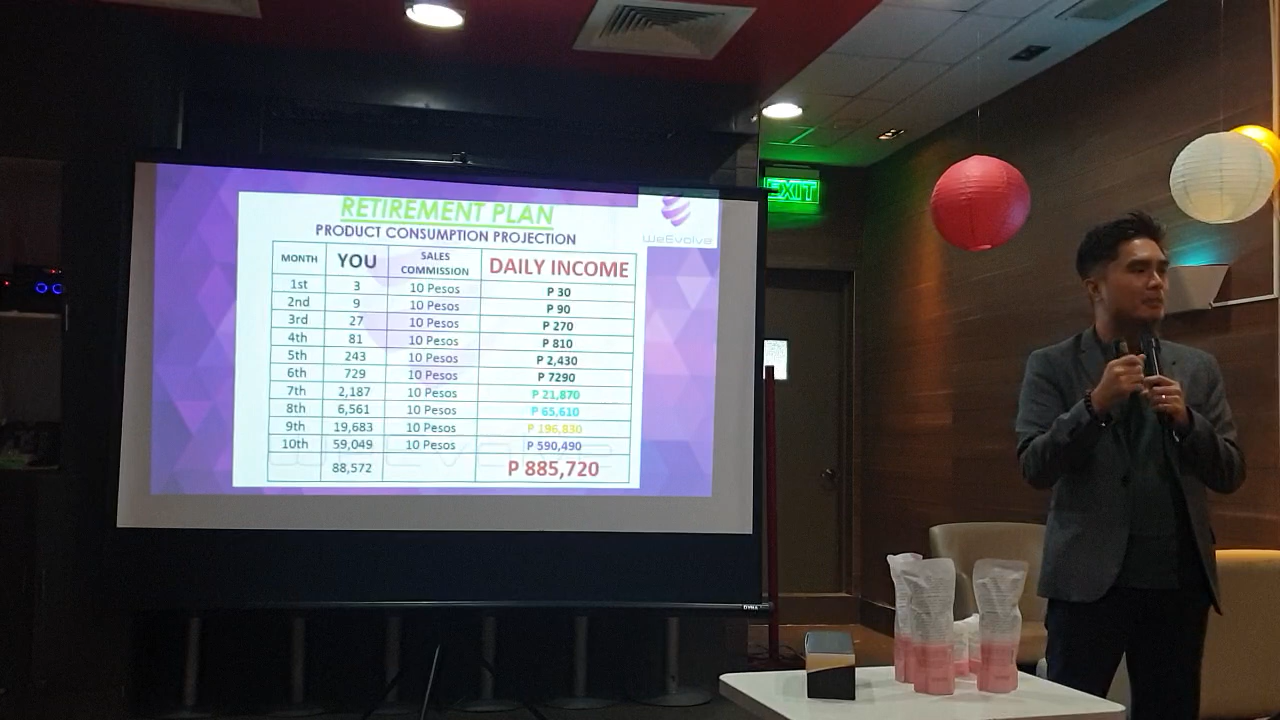 RETIREMENT PLAN
PRODUCT CONSUMPTION PROJECTION
WeEvolve
MONTH YOU SALES COMMISSION DAILY INCOME
1st 3 10 Pesos P 30
2nd 9 10 Pesos P 90
3rd 27 10 Pesos P 270
4th 81 10 Pesos P 810
5th 243 10 Pesos P 2,430
6th 729 10 Pesos P 7290
7th 2,187 10 Pesos P 21,870
8th 6,561 10 Pesos P 65,610
9th 19,683 10 Pesos P 196,830
10th 59,049 10 Pesos P 590,490
88,572 P 885,720
EXIT
DYNA